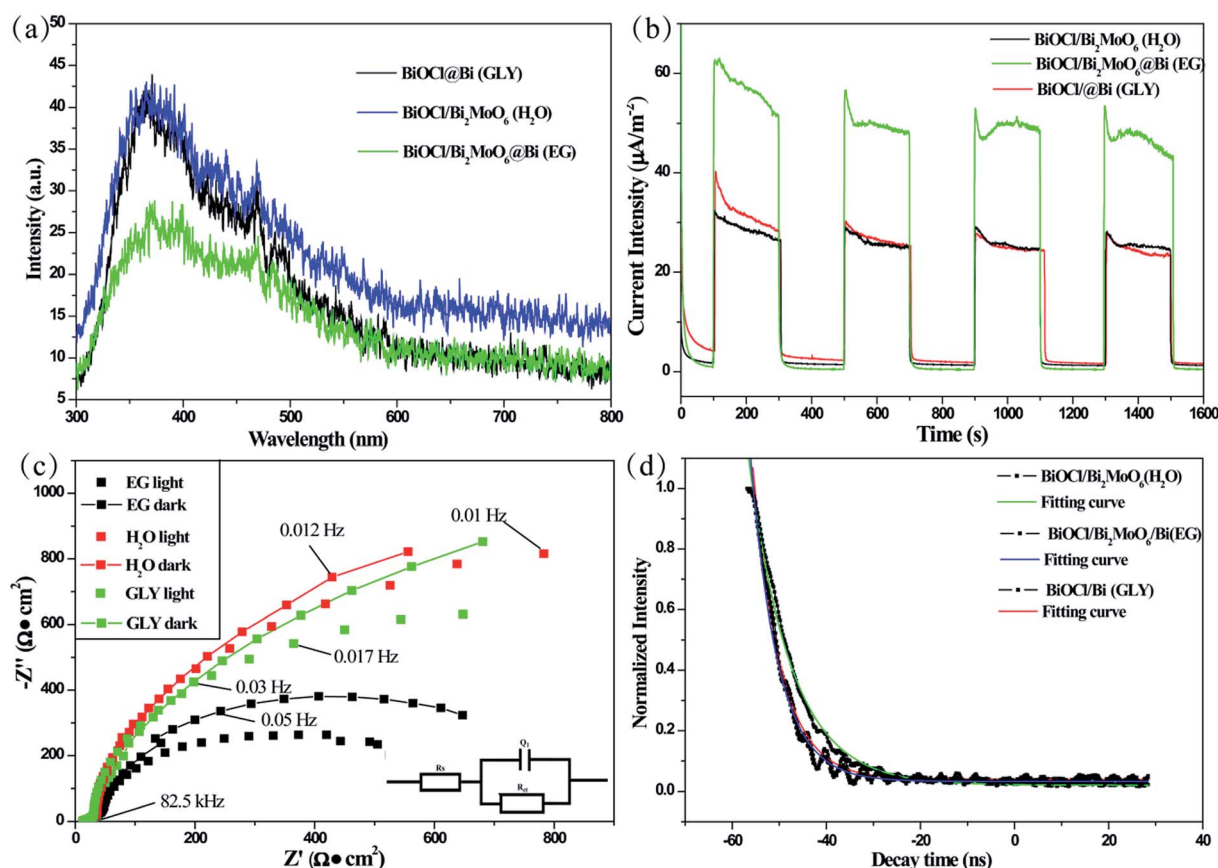 (a)
50
45
40
35
30
25
20
15
10
5
Intensity (a.u.)
BiOCl@Bi (GLY)
BiOCl/Bi₂MoO₆ (H₂O)
BiOCl/Bi₂MoO₆@Bi (EG)
300 400 500 600 700 800
Wavelength (nm)
(b)
60
40
20
0
Current Intensity (μA/m⁻²)
BiOCl/Bi₂MoO₆ (H₂O)
BiOCl/Bi₂MoO₆@Bi (EG)
BiOCl/@Bi (GLY)
0 200 400 600 800 1000 1200 1400 1600
Time (s)
(c)
1000
800
600
400
200
0
-Z'' (Ω●cm²)
EG light
EG dark
H₂O light
H₂O dark
GLY light
GLY dark
0.012 Hz
0.01 Hz
0.017 Hz
0.03 Hz
0.05 Hz
82.5 kHz
Rs
Q₁
Rct
0 200 400 600 800
Z' (Ω●cm²)
(d)
1.0
0.8
0.6
0.4
0.2
0.0
Normalized Intensity
BiOCl/Bi₂MoO₆(H₂O)
Fitting curve
BiOCl/Bi₂MoO₆/Bi(EG)
Fitting curve
BiOCl/Bi (GLY)
Fitting curve
-60 -40 -20 0 20 40
Decay time (ns)